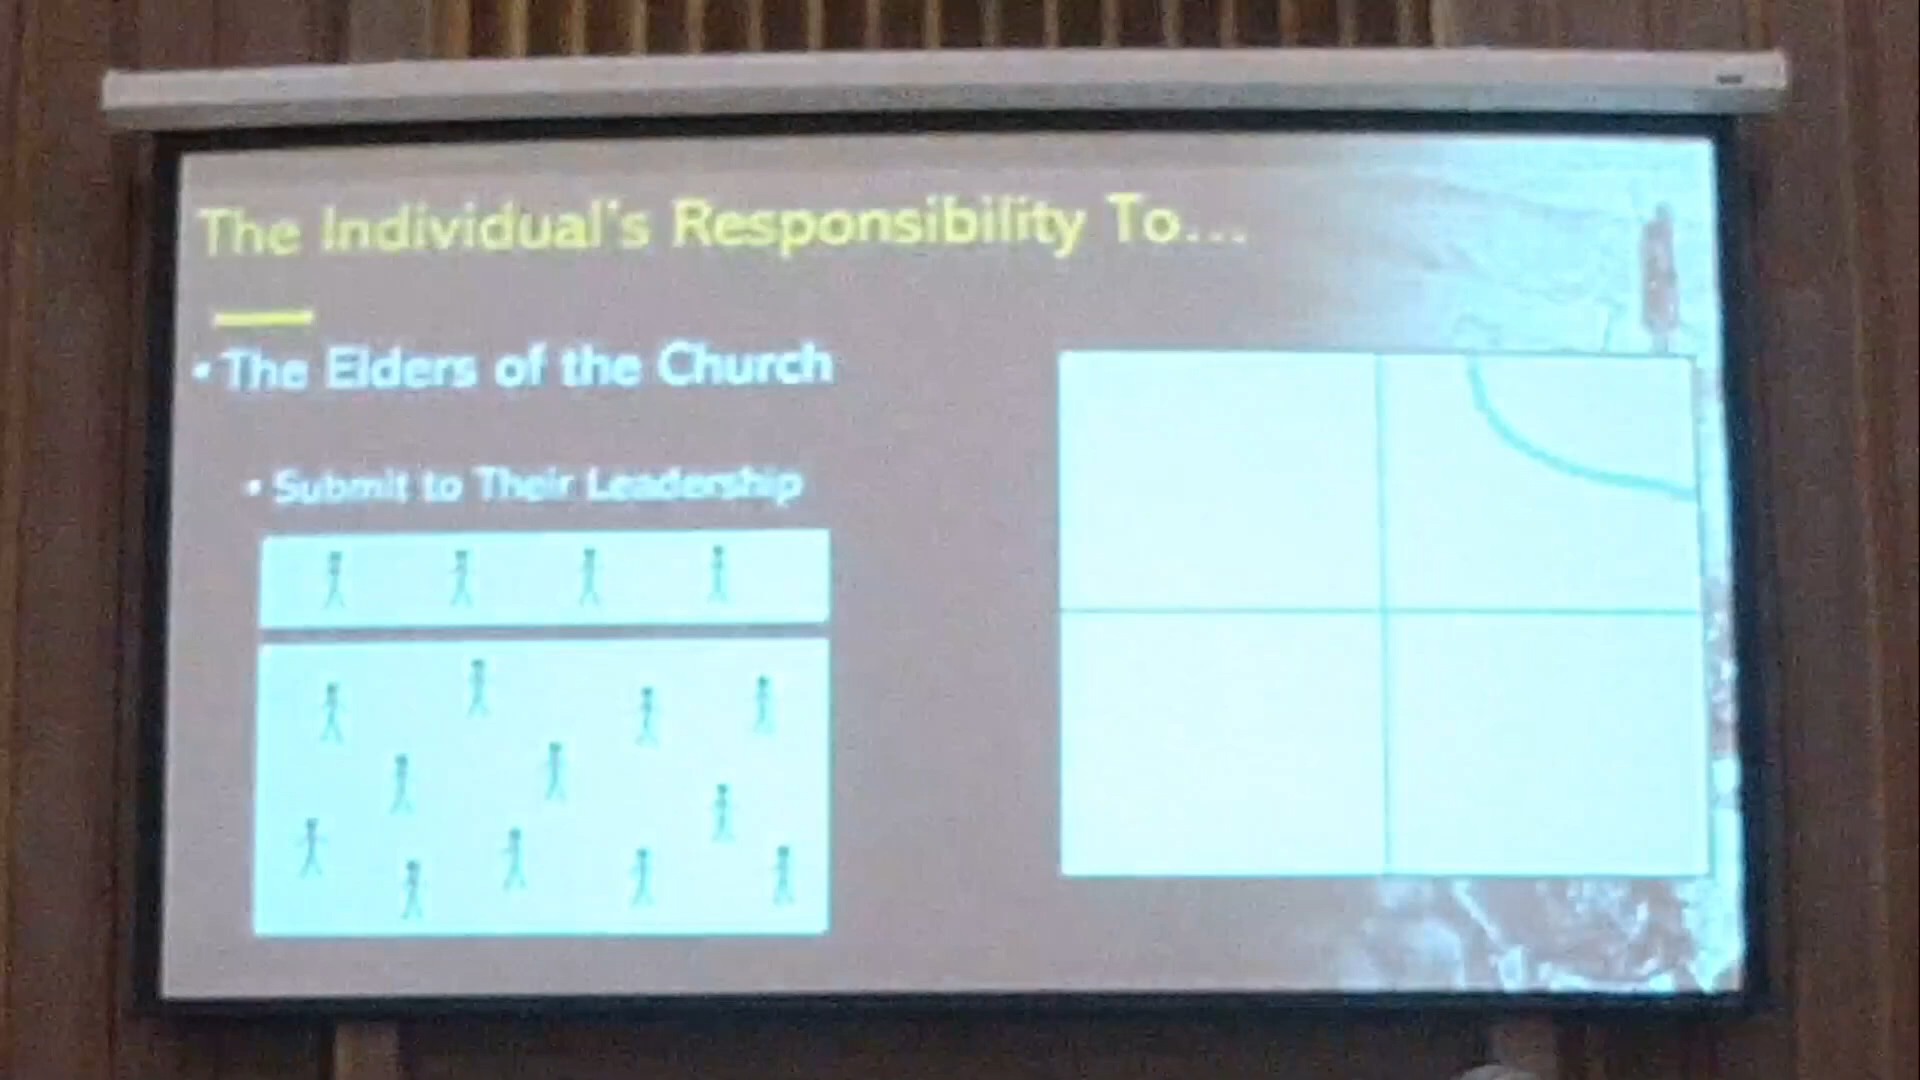 The Individual's Responsibility To...
• The Elders of the Church
• Submit to Their Leadership